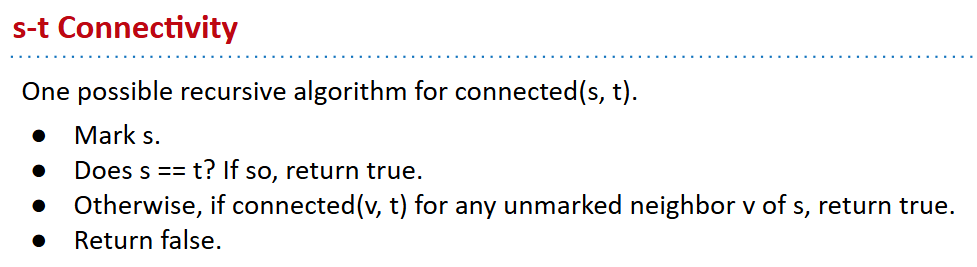 s-t Connectivity
One possible recursive algorithm for connected(s, t).
● Mark s.
● Does s == t? If so, return true.
● Otherwise, if connected(v, t) for any unmarked neighbor v of s, return true.
● Return false.